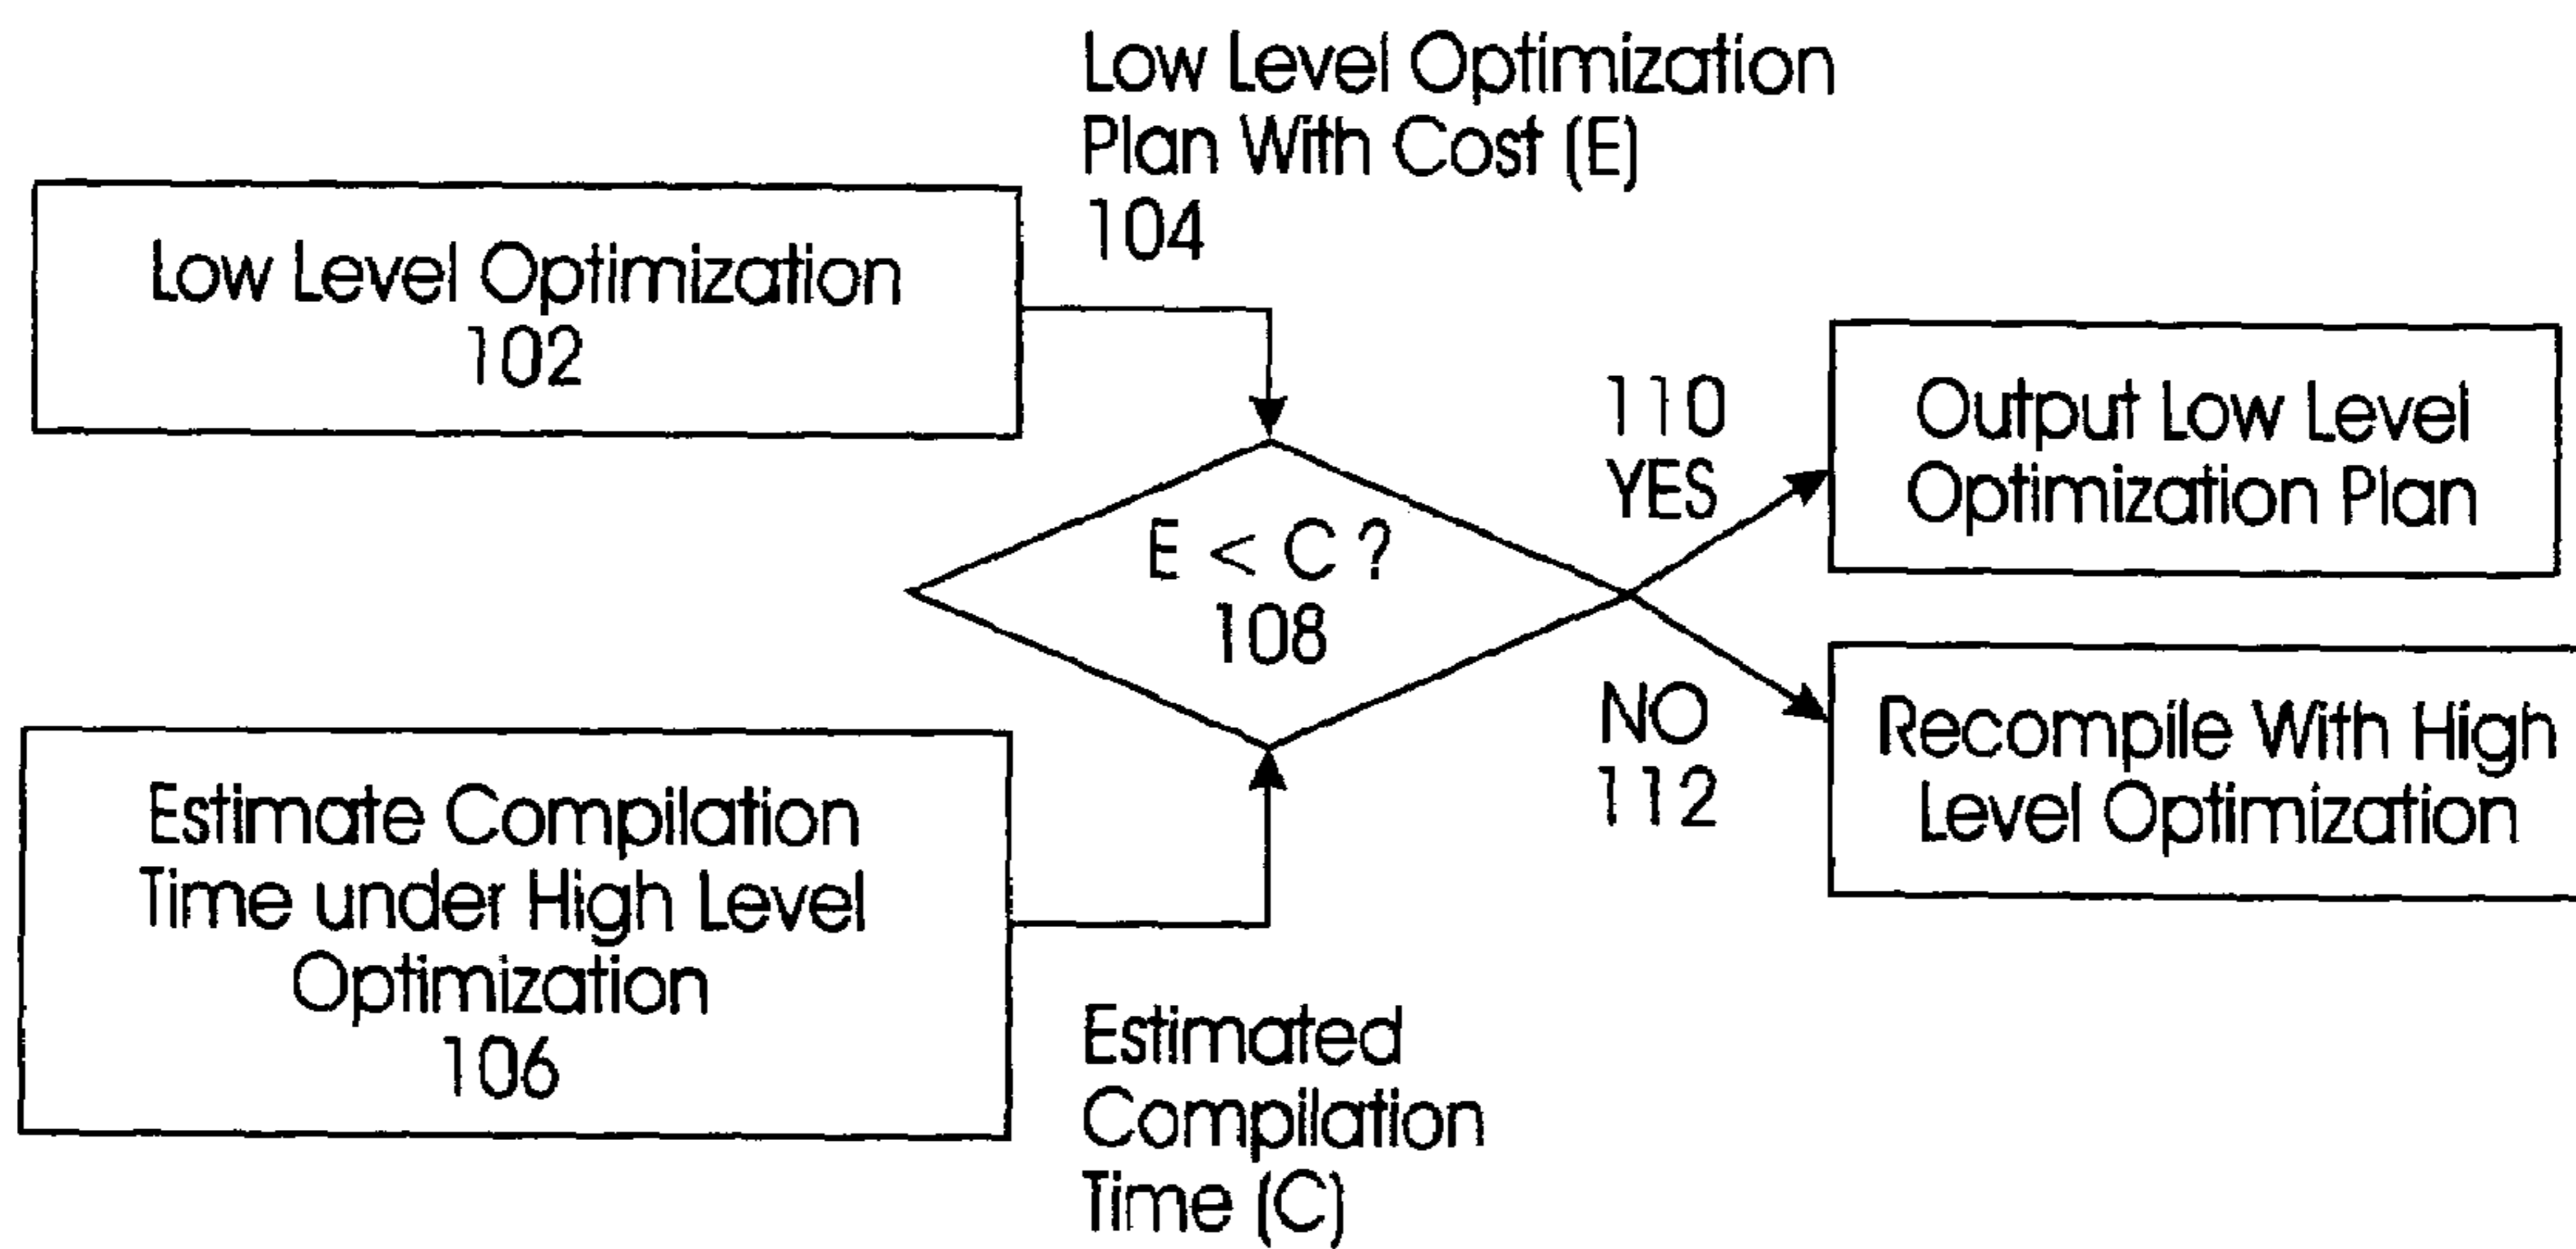 Low Level Optimization
Plan With Cost (E)
104
Low Level Optimization
102
E < C ?
108
110
YES
Output Low Level
Optimization Plan
NO
112
Recompile With High
Level Optimization
Estimate Compilation
Time under High Level
Optimization
106
Estimated
Compilation
Time (C)